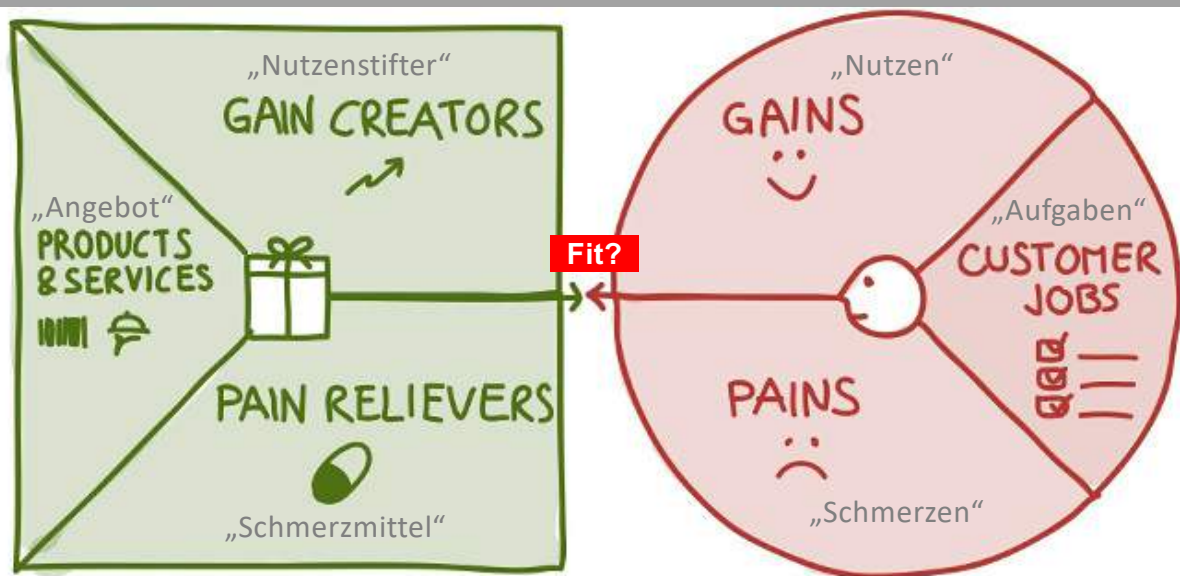 „Nutzenstifter“
GAIN CREATORS
„Angebot“
PRODUCTS
& SERVICES
PAIN RELIEVERS
„Schmerzmittel“
Fit?
„Nutzen“
GAINS
„Aufgaben“
CUSTOMER
JOBS
PAINS
„Schmerzen“